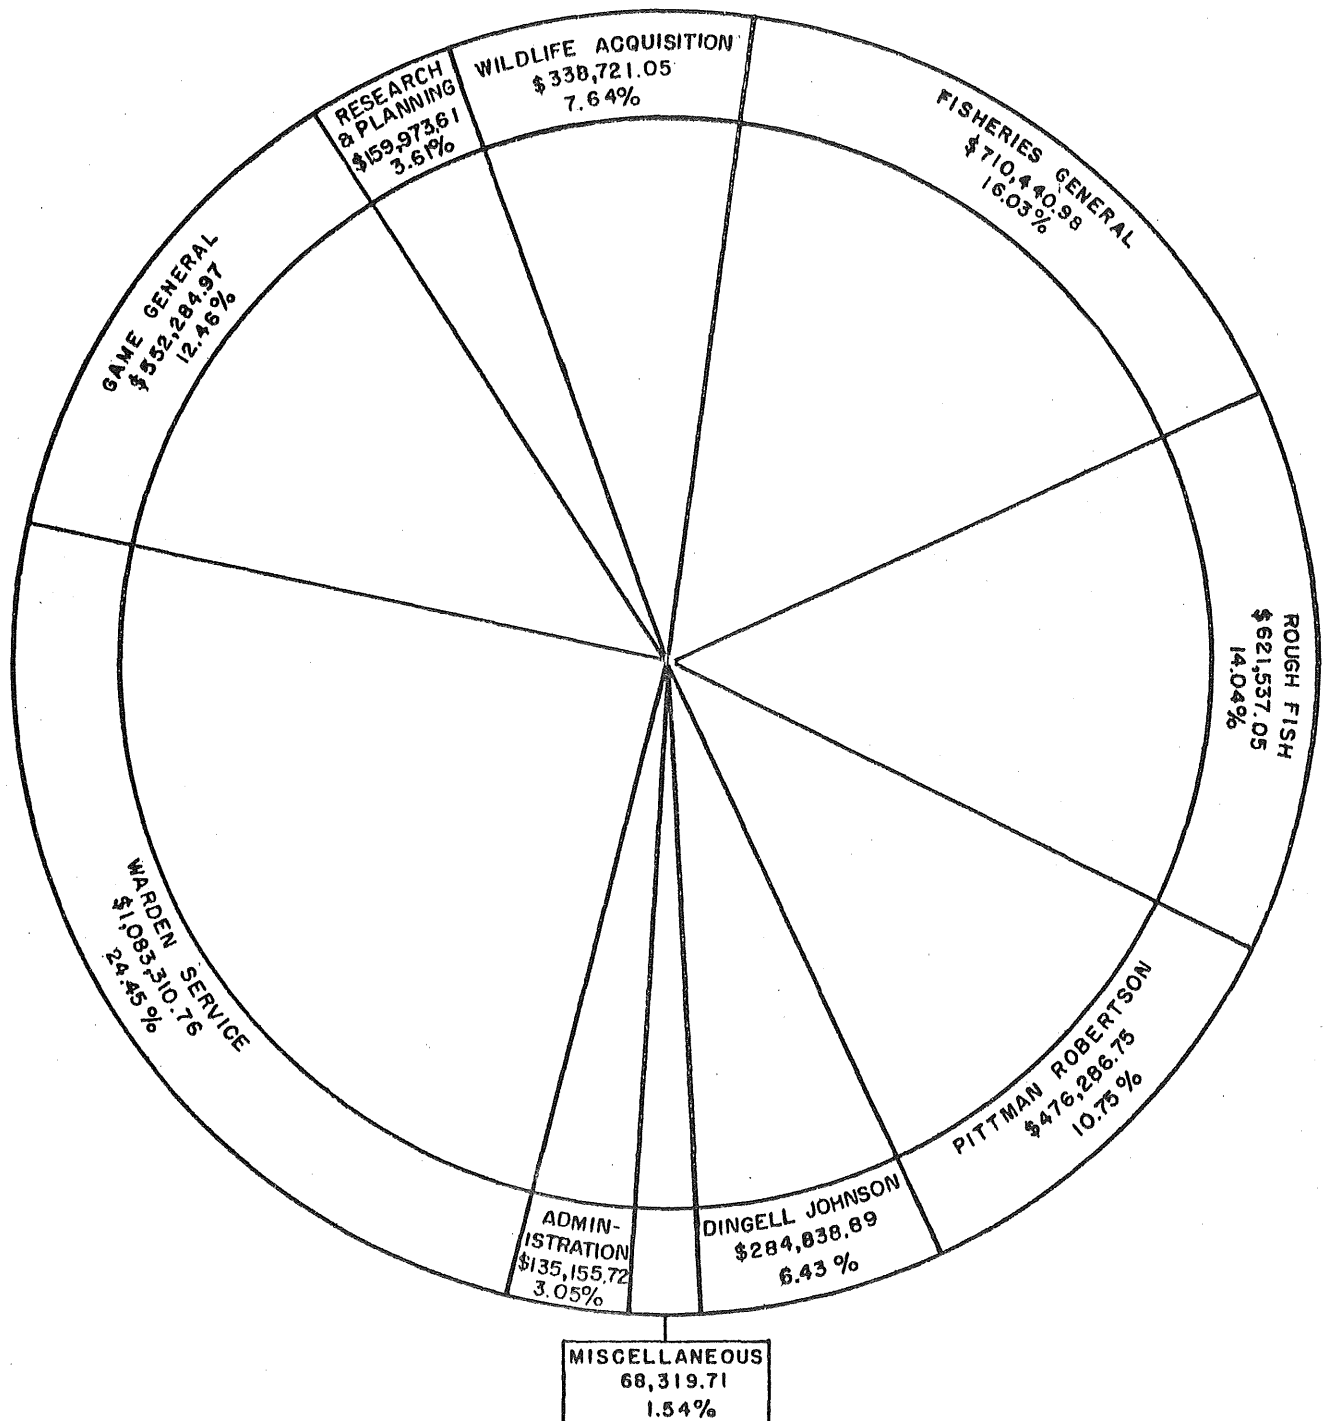 WILDLIFE ACQUISITION
$338,721.05
7.64%
FISHERIES GENERAL
$710,440.98
16.03%
ROUGH FISH
$621,537.05
14.04%
PITTMAN ROBERTSON
$476,286.75
10.75%
DINGELL JOHNSON
$284,838.89
6.43%
MISCELLANEOUS
68,319.71
1.54%
ADMIN-
ISTRATION
$135,155.72
3.05%
WARDEN SERVICE
$1,083,310.76
24.45%
GAME GENERAL
$552,284.97
12.46%
RESEARCH
& PLANNING
$159,973.61
3.61%